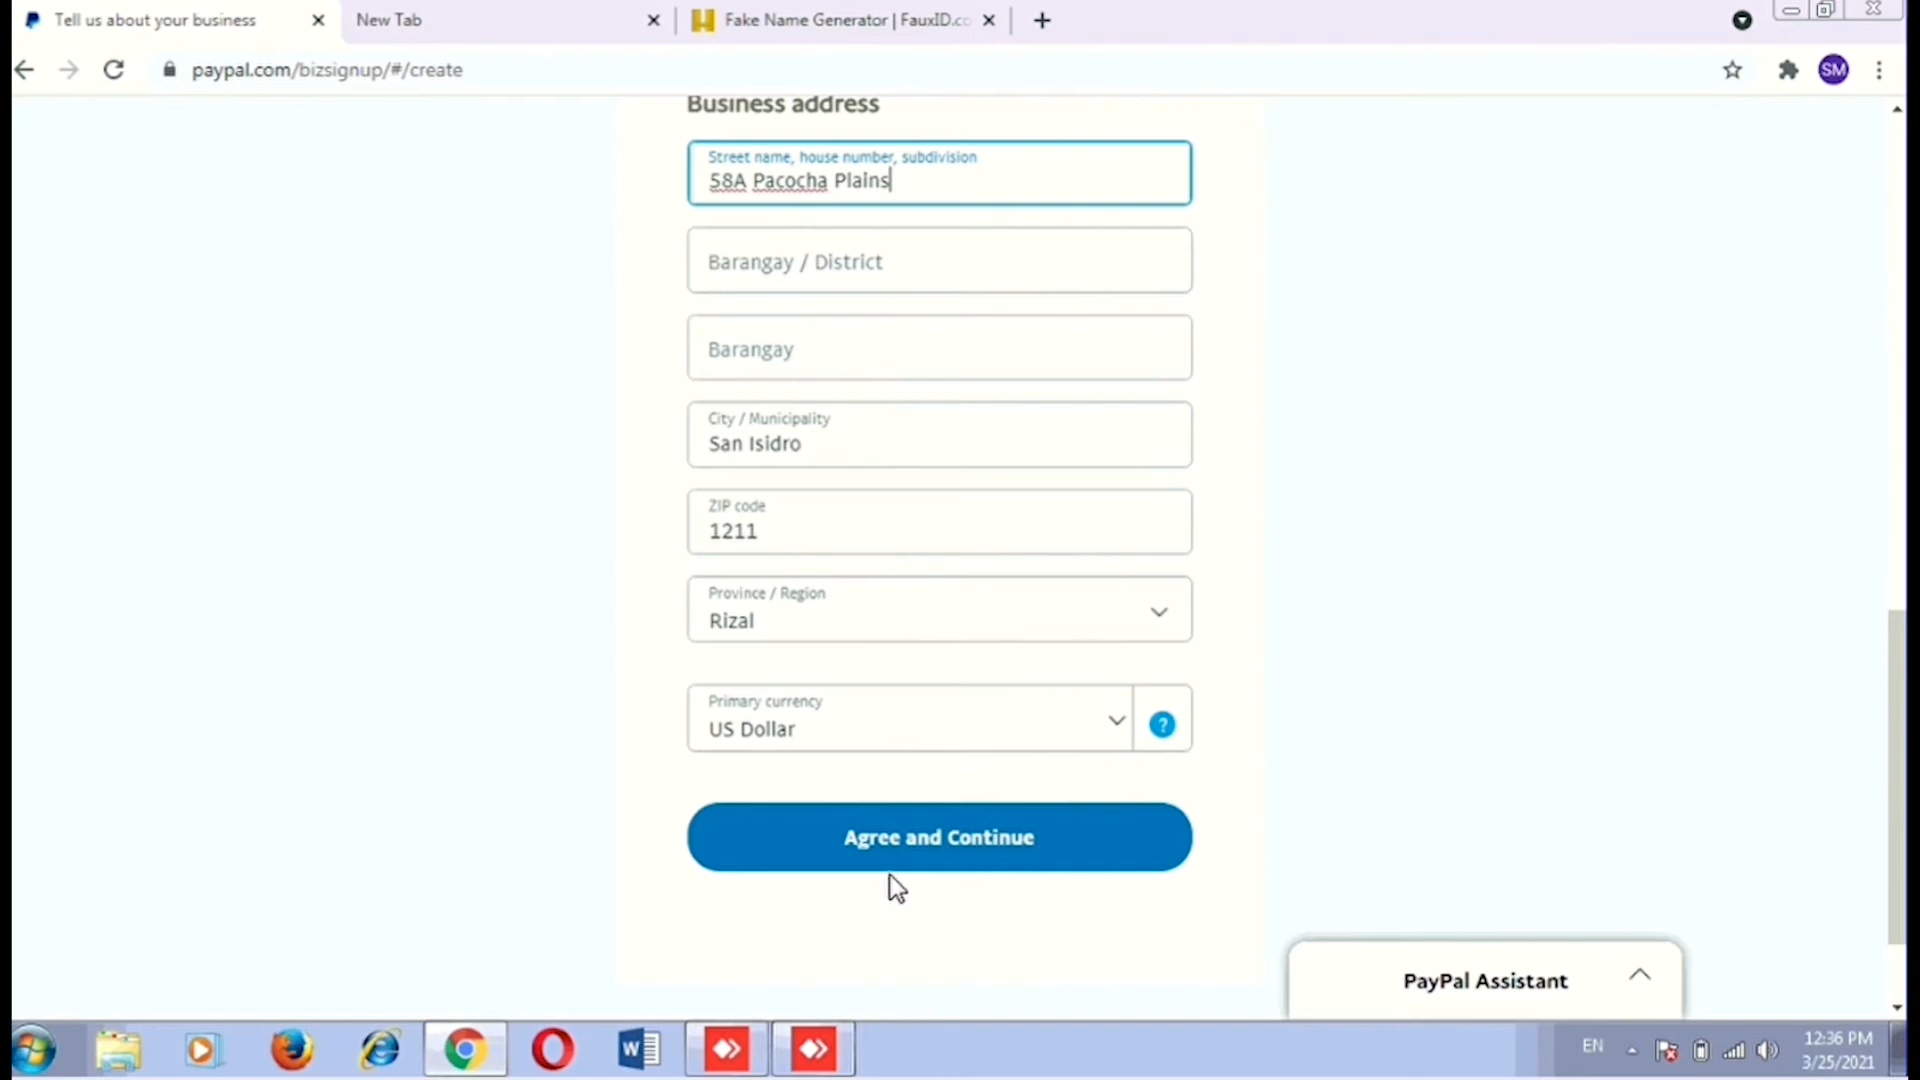 Tell us about your business
New Tab
Fake Name Generator | FauxID.co
paypal.com/bizsignup/#/create
SM
Business address
Street name, house number, subdivision
58A Pacocha Plains
Barangay / District
Barangay
City / Municipality
San Isidro
ZIP code
1211
Province / Region
Rizal
Primary currency
US Dollar
?
Agree and Continue
PayPal Assistant
EN
12:36 PM
3/25/2021